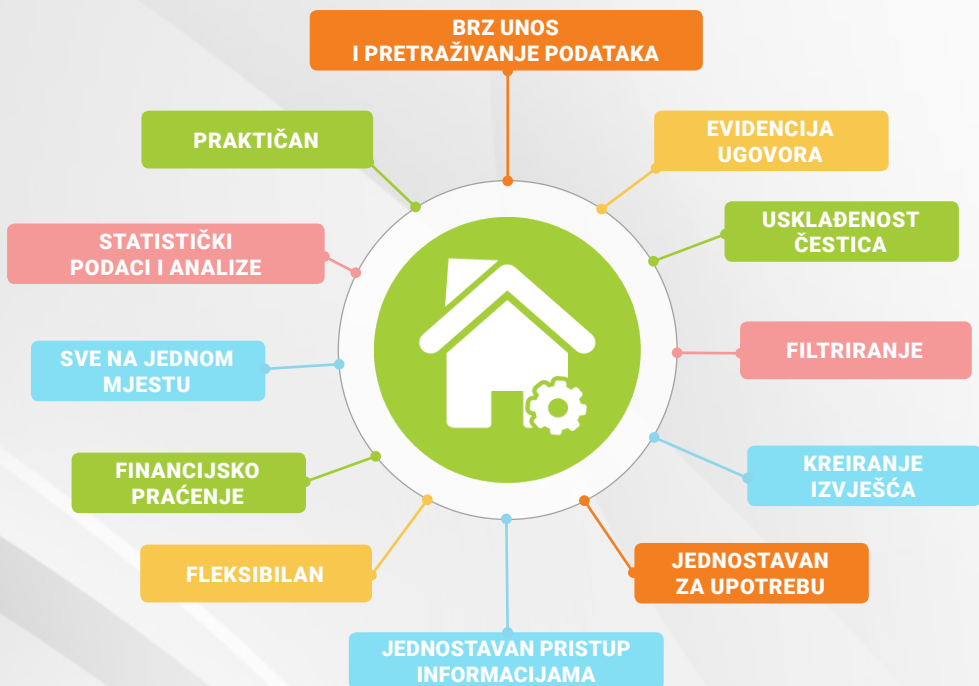 BRZ UNOS
I PRETRAŽIVANJE PODATAKA
PRAKTIČAN
EVIDENCIJA
UGOVORA
USKLAĐENOST
ČESTICA
STATISTIČKI
PODACI I ANALIZE
FILTRIRANJE
SVE NA JEDNOM
MJESTU
KREIRANJE
IZVJEŠĆA
FINANCIJSKO
PRAĆENJE
JEDNOSTAVAN
ZA UPOTREBU
FLEKSIBILAN
JEDNOSTAVAN PRISTUP
INFORMACIJAMA